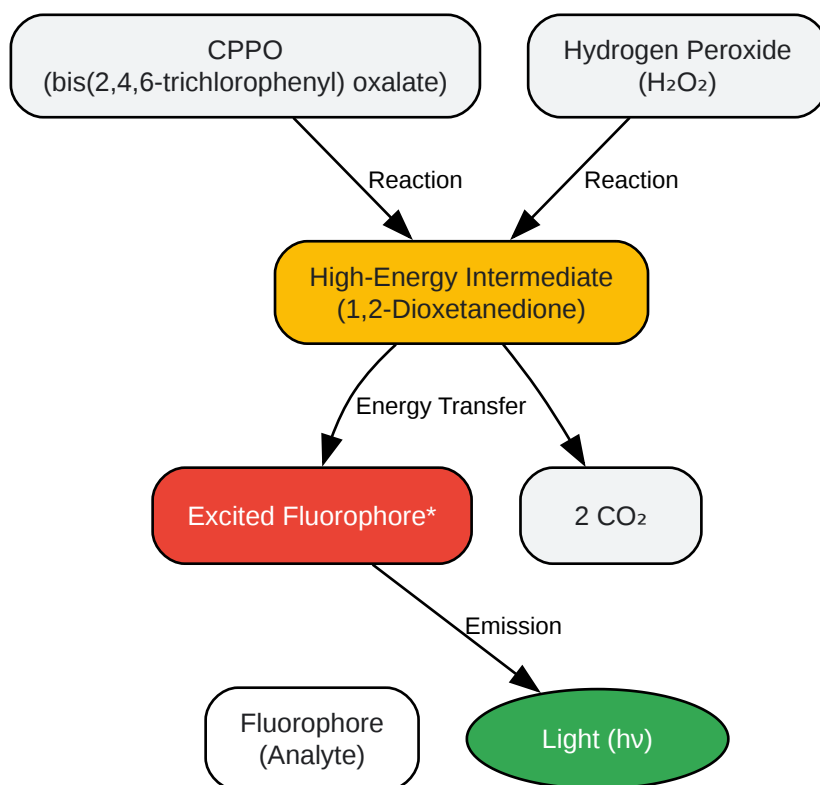 CPPO
(bis(2,4,6-trichlorophenyl) oxalate)
Hydrogen Peroxide
(H₂O₂)
Reaction
Reaction
High-Energy Intermediate
(1,2-Dioxetanedione)
Energy Transfer
Excited Fluorophore*
2 CO₂
Emission
Fluorophore
(Analyte)
Light (hν)